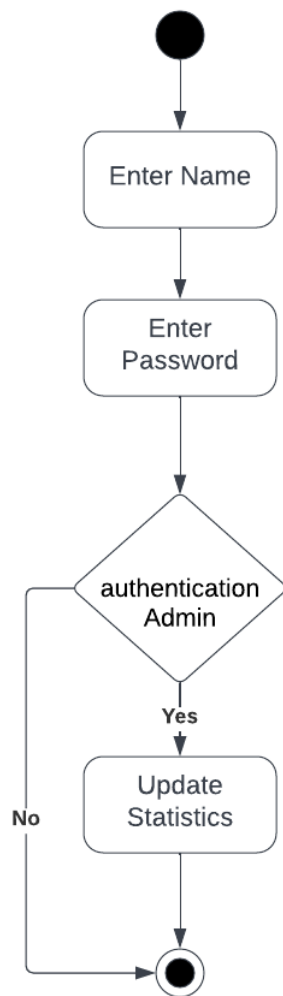 Enter Name
Enter
Password
authentication
Admin
Yes
Update
Statistics
No